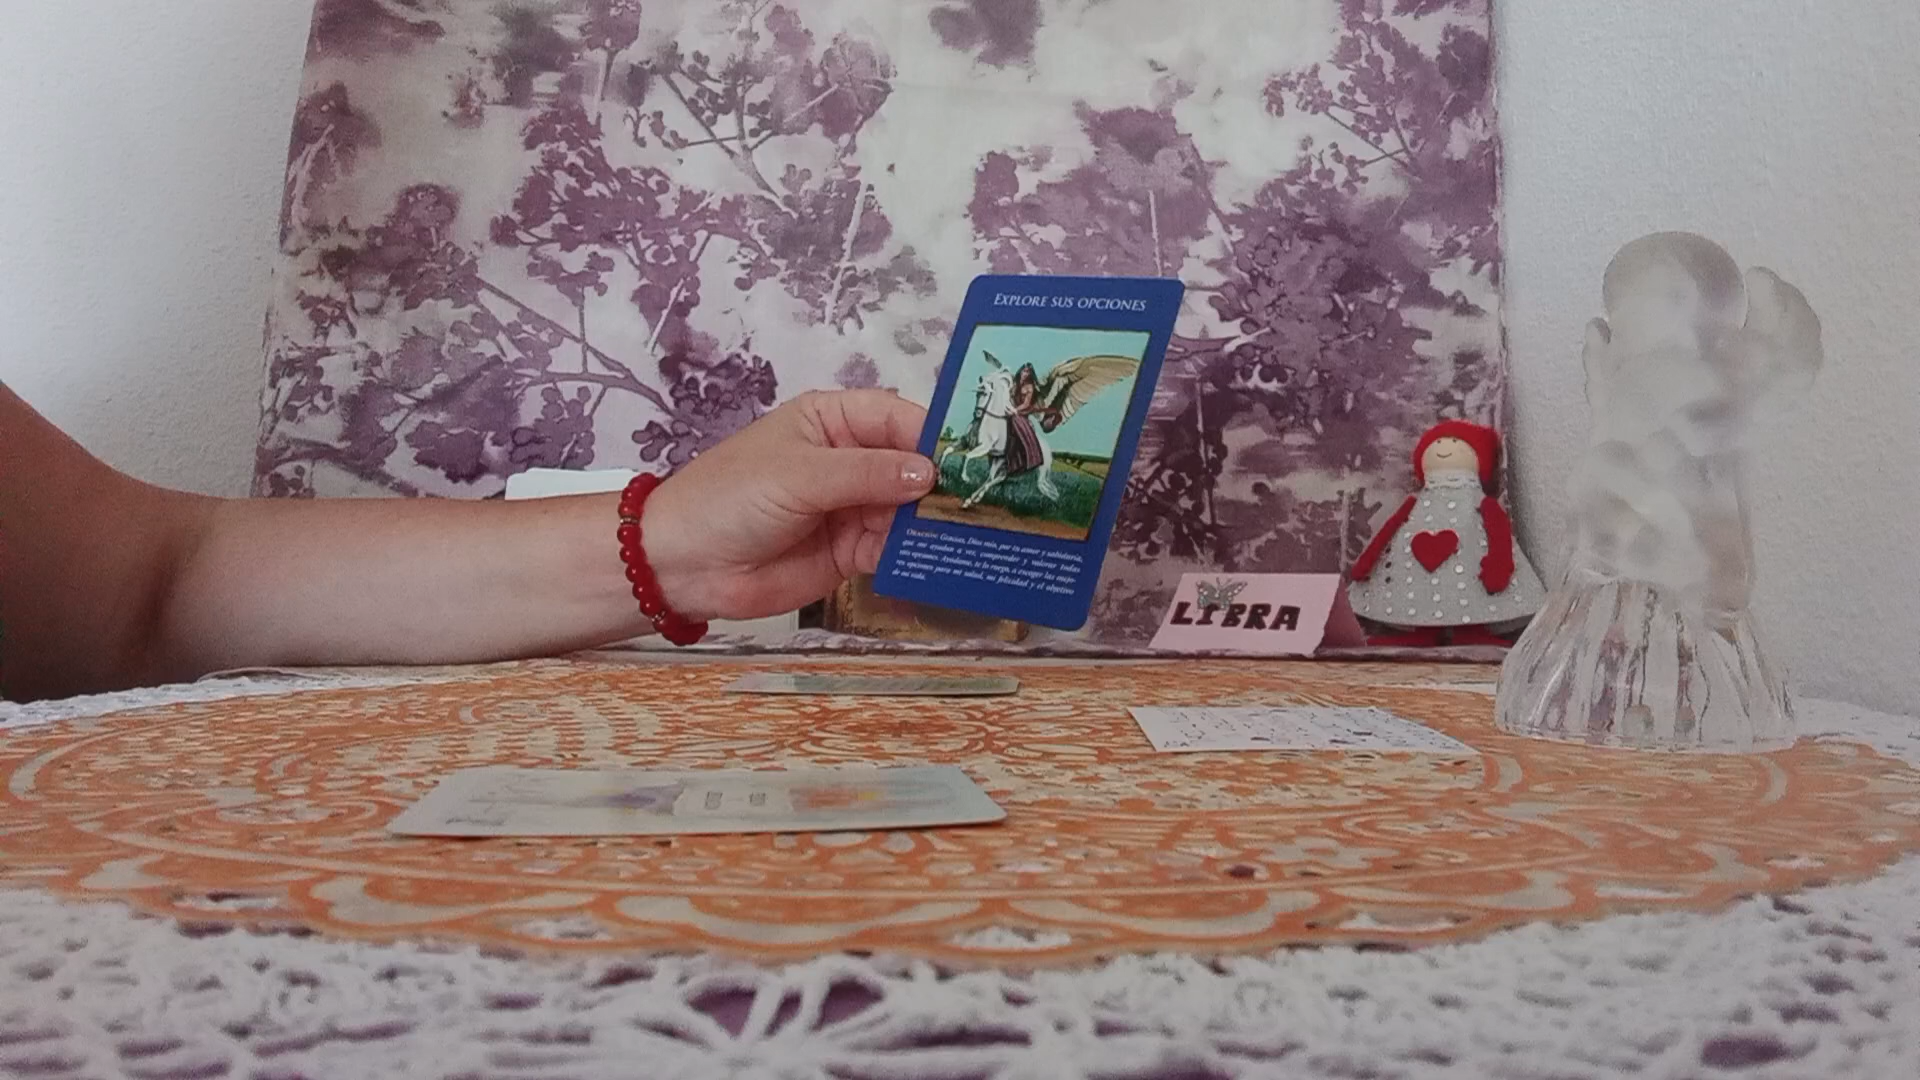 EXPLORE SUS OPCIONES
ORACIÓN: Gracias, Dios mío, por tu amor y sabiduría,
que me ayudan a ver, comprender y valorar todas
mis opciones. Ayúdame, te lo ruego, a escoger las mejo-
res opciones para mi salud, mi felicidad y el objetivo
de mi vida.
LIBRA